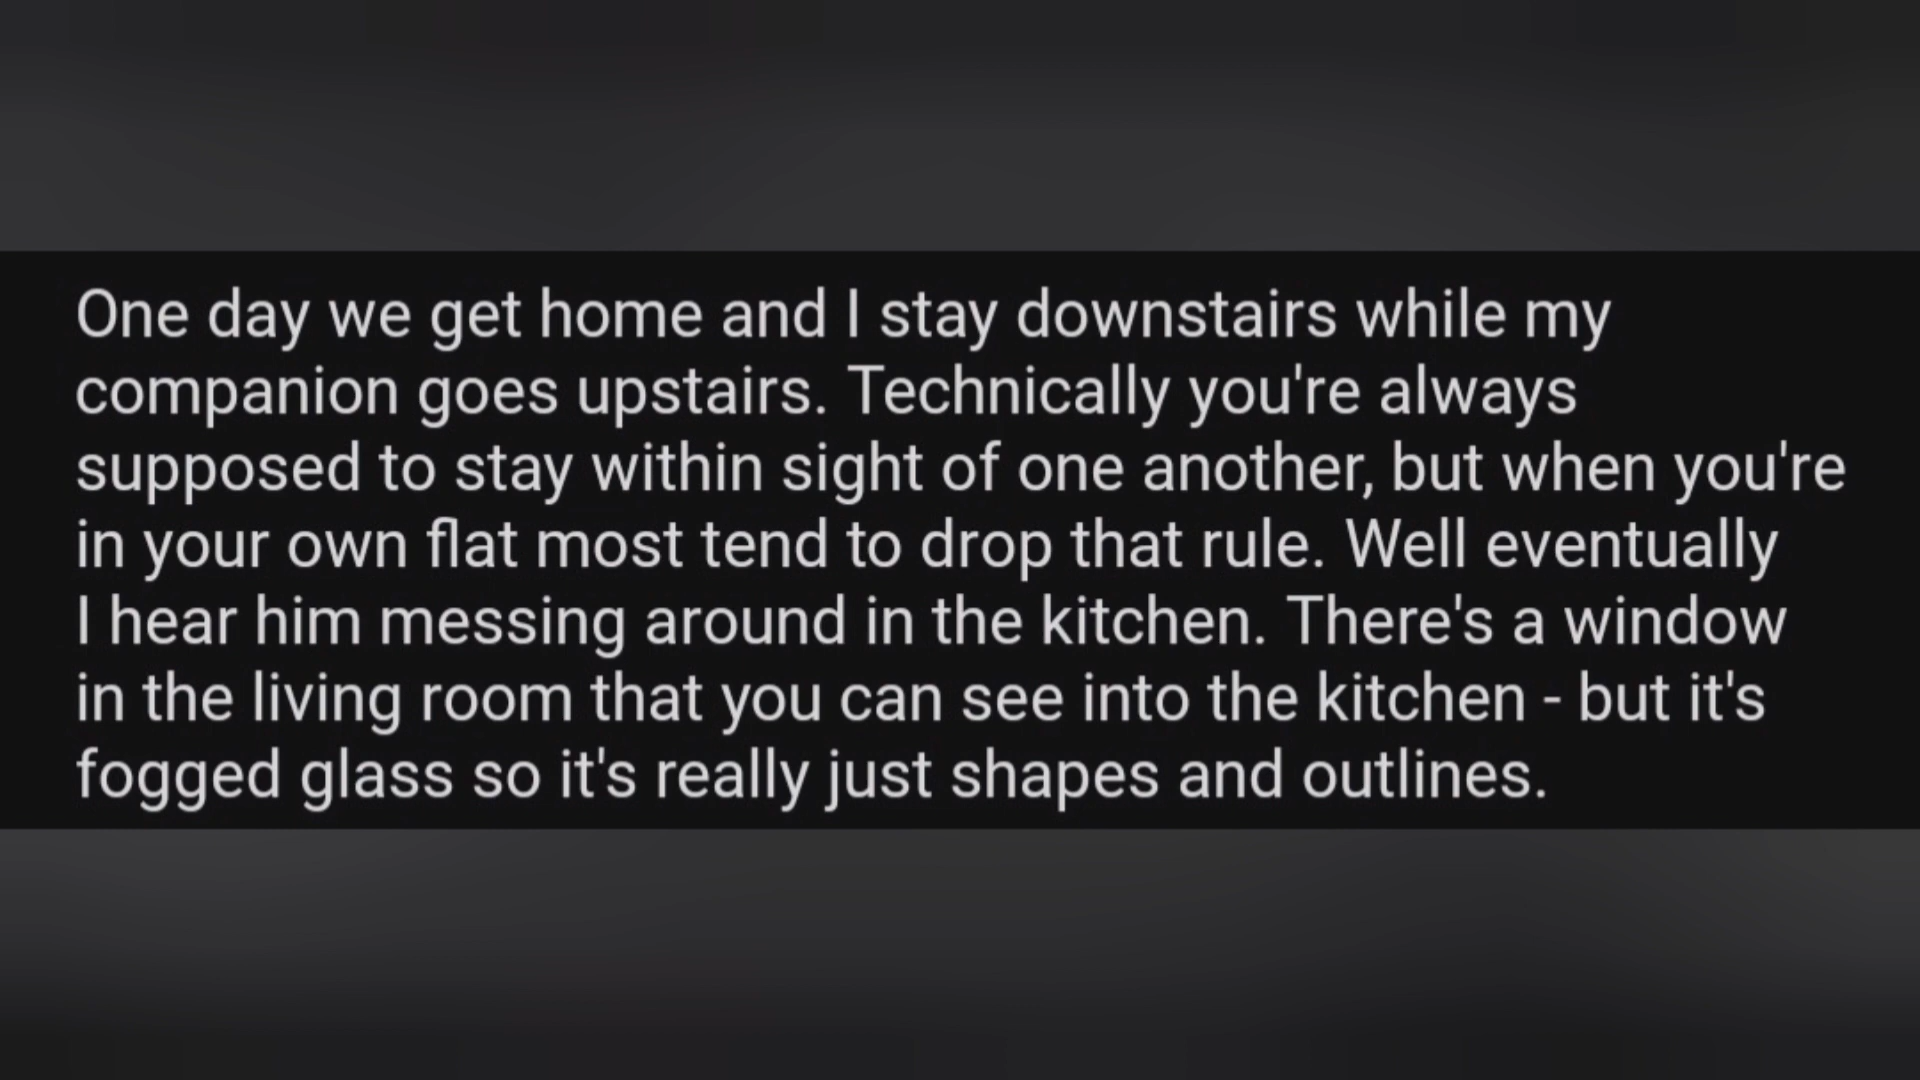 One day we get home and I stay downstairs while my
companion goes upstairs. Technically you're always
supposed to stay within sight of one another, but when you're
in your own flat most tend to drop that rule. Well eventually
I hear him messing around in the kitchen. There's a window
in the living room that you can see into the kitchen - but it's
fogged glass so it's really just shapes and outlines.